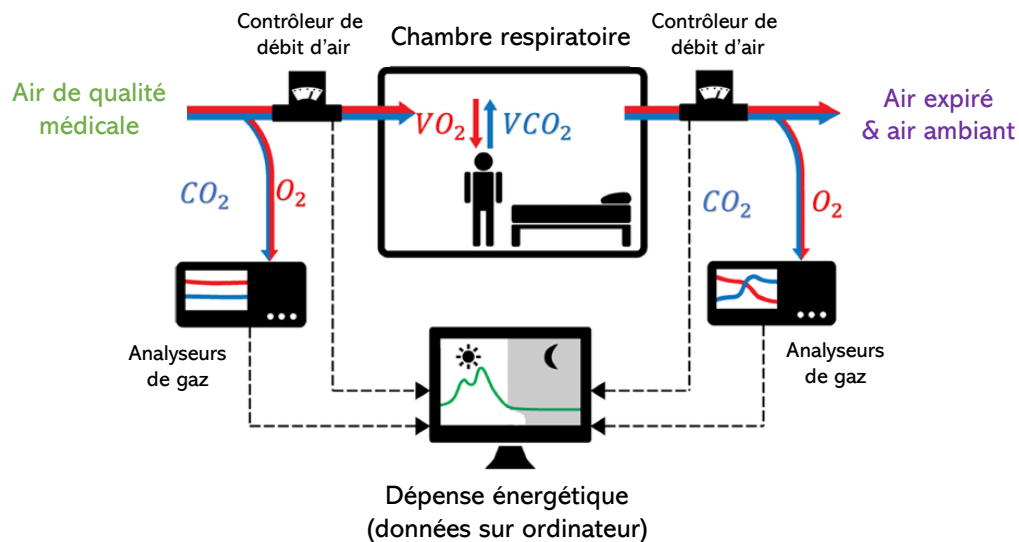 Contrôleur de
débit d'air
Chambre respiratoire
Contrôleur de
débit d'air
Air de qualité
médicale
VO₂
VCO₂
Air expiré
& air ambiant
CO₂
O₂
CO₂
O₂
Analyseurs
de gaz
Analyseurs
de gaz
Dépense énergétique
(données sur ordinateur)